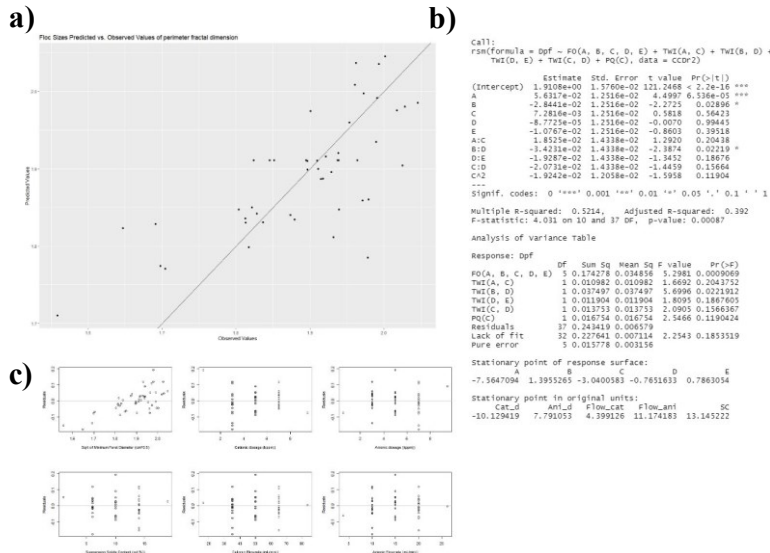 a)
Floc Sizes Predicted vs. Observed Values of perimeter fractal dimension
Predicted Values
Observed Values
b)
Call:
rsm(formula = Dpf ~ FO(A, B, C, D, E) + TWI(A, C) + TWI(B, D) +
TWI(D, E) + TWI(C, D) + PQ(C), data = CCDr2)
Estimate Std. Error t value Pr(>|t|)
(Intercept) 1.9108e+00 1.5760e-02 121.2468 < 2.2e-16 ***
A 5.6317e-02 1.2516e-02 4.4997 6.536e-05 ***
B -2.8441e-02 1.2516e-02 -2.2725 0.02896 *
C 7.2816e-03 1.2516e-02 0.5818 0.56423
D -8.7725e-05 1.2516e-02 -0.0070 0.99445
E -1.0767e-02 1.2516e-02 -0.8603 0.39518
A:C 1.8525e-02 1.4338e-02 1.2920 0.20438
B:D -3.4231e-02 1.4338e-02 -2.3874 0.02219 *
D:E -1.9287e-02 1.4338e-02 -1.3452 0.18676
C:D -2.0731e-02 1.4338e-02 -1.4459 0.15664
C^2 -1.9242e-02 1.2058e-02 -1.5958 0.11904
---
Signif. codes: 0 '***' 0.001 '**' 0.01 '*' 0.05 '.' 0.1 ' ' 1
Multiple R-squared: 0.5214, Adjusted R-squared: 0.392
F-statistic: 4.031 on 10 and 37 DF, p-value: 0.00087
Analysis of Variance Table
Response: Dpf
Df Sum Sq Mean Sq F value Pr(>F)
FO(A, B, C, D, E) 5 0.174278 0.034856 5.2981 0.0009069
TWI(A, C) 1 0.010982 0.010982 1.6692 0.2043752
TWI(B, D) 1 0.037497 0.037497 5.6996 0.0221912
TWI(D, E) 1 0.011904 0.011904 1.8095 0.1867605
TWI(C, D) 1 0.013753 0.013753 2.0905 0.1566367
PQ(C) 1 0.016754 0.016754 2.5466 0.1190424
Residuals 37 0.243419 0.006579
Lack of fit 32 0.227641 0.007114 2.2543 0.1853519
Pure error 5 0.015778 0.003156
Stationary point of response surface:
A B C D E
-7.5647094 1.3955265 -3.0400583 -0.7651633 0.7863054
Stationary point in original units:
Cat_d Ani_d Flow_cat Flow_ani SC
-10.129419 7.791053 4.399126 11.174183 13.145222
c)
Residuals
Residuals
Residuals
Residuals
Residuals
Residuals